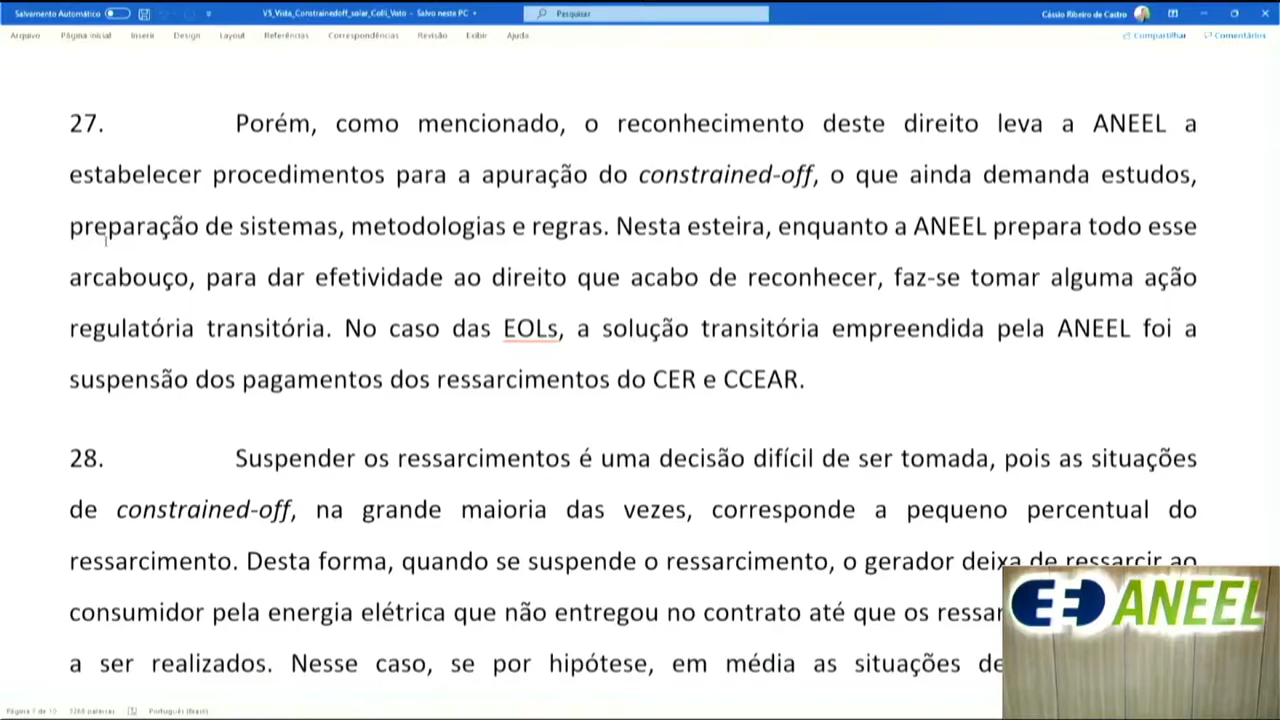 Salvamento Automático V5_Vista_Constrainedoff_solar_Colli_Voto - Salvo neste PC Pesquisar Cássio Ribeiro de Castro
Arquivo Página inicial Inserir Design Layout Referências Correspondências Revisão Exibir Ajuda Compartilhar Comentários
27. Porém, como mencionado, o reconhecimento deste direito leva a ANEEL a
estabelecer procedimentos para a apuração do constrained-off, o que ainda demanda estudos,
preparação de sistemas, metodologias e regras. Nesta esteira, enquanto a ANEEL prepara todo esse
arcabouço, para dar efetividade ao direito que acabo de reconhecer, faz-se tomar alguma ação
regulatória transitória. No caso das EOLs, a solução transitória empreendida pela ANEEL foi a
suspensão dos pagamentos dos ressarcimentos do CER e CCEAR.
28. Suspender os ressarcimentos é uma decisão difícil de ser tomada, pois as situações
de constrained-off, na grande maioria das vezes, corresponde a pequeno percentual do
ressarcimento. Desta forma, quando se suspende o ressarcimento, o gerador deixa de ressarcir ao
consumidor pela energia elétrica que não entregou no contrato até que os ressar
a ser realizados. Nesse caso, se por hipótese, em média as situações de
ANEEL
Página 7 de 10 Português (Brasil)